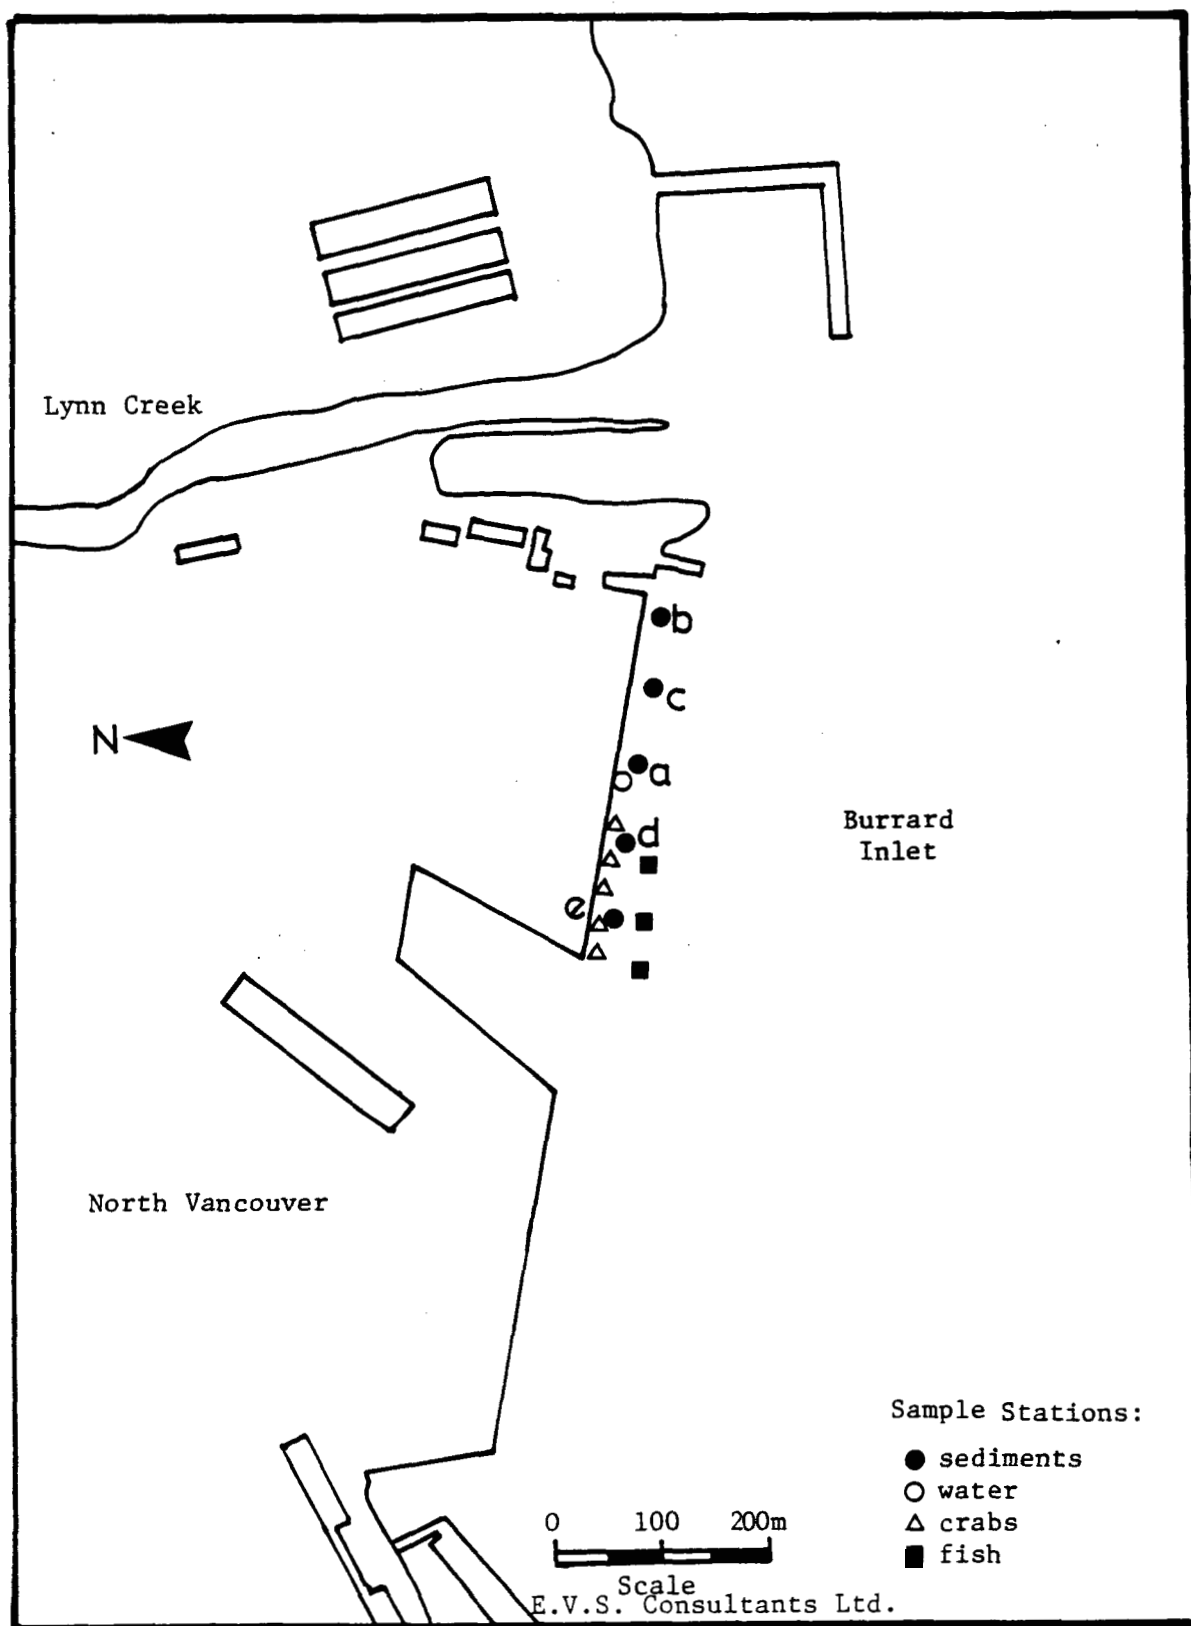 Lynn Creek
b
c
N
a
d
Burrard
Inlet
e
North Vancouver
Sample Stations:
sediments
water
crabs
fish
0 100 200m
Scale
E.V.S. Consultants Ltd.